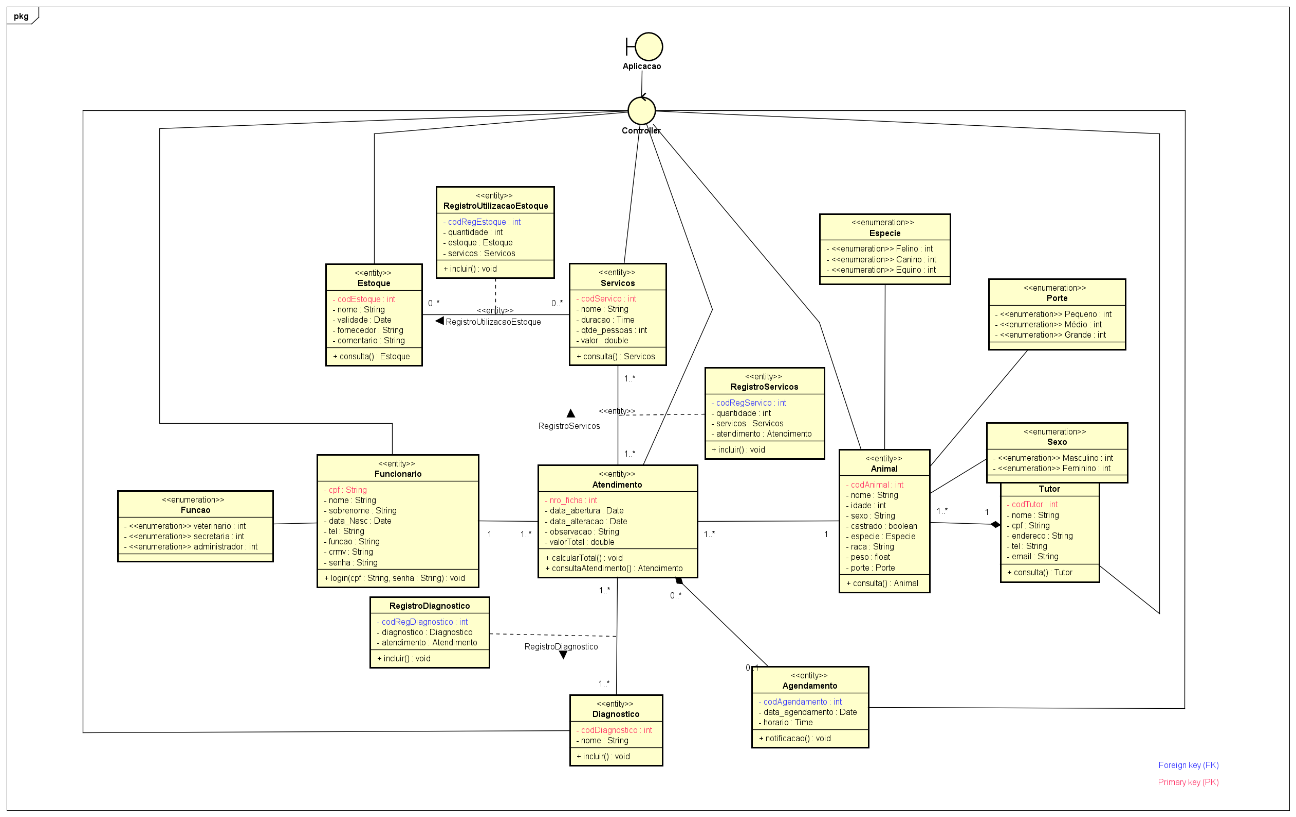 pkg
Aplicacao
Controller
<<entity>>
RegistroUtilizacaoEstoque
- codRegEstoque : int
- quantidade : int
- estoque : Estoque
- servicos : Servicos
+ incluir() : void
<<enumeration>>
Especie
- <<enumeration>> Felino : int
- <<enumeration>> Canino : int
- <<enumeration>> Equino : int
<<entity>>
Estoque
- codEstoque : int
- nome : String
- validade : Date
- fornecedor : String
- comentario : String
+ consulta() : Estoque
0..*
0..*
<<entity>>
RegistroUtilizacaoEstoque
<<entity>>
Servicos
- codServico : int
- nome : String
- duracao : Time
- qtde_pessoas : int
- valor : double
+ consulta() : Servicos
<<enumeration>>
Porte
- <<enumeration>> Pequeno : int
- <<enumeration>> Médio : int
- <<enumeration>> Grande : int
1..*
<<entity>>
RegistroServicos
1..*
<<entity>>
RegistroServicos
- codRegServico : int
- quantidade : int
- servicos : Servicos
- atendimento : Atendimento
+ incluir() : void
<<enumeration>>
Sexo
- <<enumeration>> Masculino : int
- <<enumeration>> Feminino : int
<<enumeration>>
Funcao
- <<enumeration>> veterinario : int
- <<enumeration>> secretaria : int
- <<enumeration>> administrador : int
<<entity>>
Funcionario
- cpf : String
- nome : String
- sobrenome : String
- data_Nasc : Date
- tel : String
- funcao : String
- crmv : String
- senha : String
+ login(cpf : String, senha : String) : void
1
1..*
<<entity>>
Atendimento
- nro_ficha : int
- data_abertura : Date
- data_alteracao : Date
- observacao : String
- valorTotal : double
+ calcularTotal() : void
+ consultaAtendimento() : Atendimento
1..*
1
<<entity>>
Animal
- codAnimal : int
- nome : String
- idade : int
- sexo : String
- castrado : boolean
- especie : Especie
- raca : String
- peso : float
- porte : Porte
+ consulta() : Animal
1..*
1
Tutor
- codTutor : int
- nome : String
- cpf : String
- endereco : String
- tel : String
- email : String
+ consulta() : Tutor
RegistroDiagnostico
- codRegDiagnostico : int
- diagnostico : Diagnostico
- atendimento : Atendimento
+ incluir() : void
1..*
RegistroDiagnostico
1..*
0..*
0..1
<<entity>>
Diagnostico
- codDiagnostico : int
- nome : String
+ incluir() : void
<<entity>>
Agendamento
- codAgendamento : int
- data_agendamento : Date
- horario : Time
+ notificacao() : void
Foreign key (FK)
Primary key (PK)